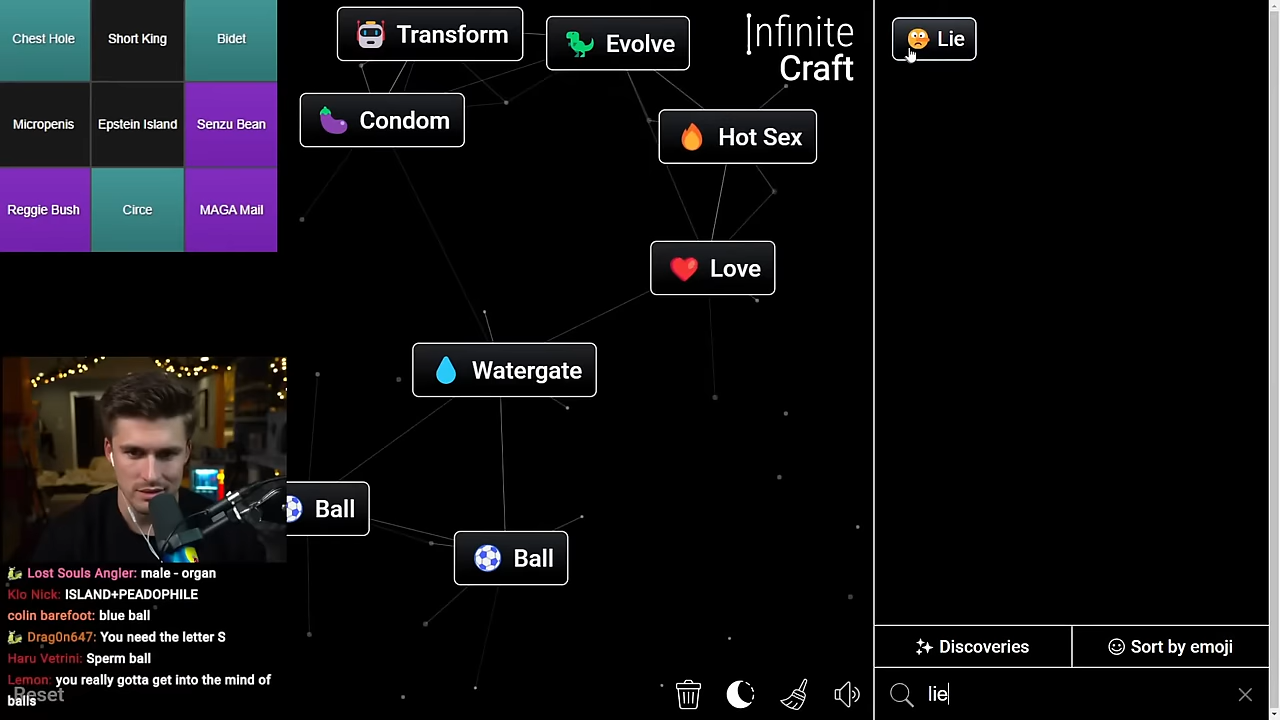 Chest Hole
Short King
Bidet
Micropenis
Epstein Island
Senzu Bean
Reggie Bush
Circe
MAGA Mail
Transform
Evolve
Condom
Hot Sex
Love
Watergate
Ball
Ball
Infinite
Craft
Lie
Lost Souls Angler: male - organ
Klo Nick: ISLAND+PEADOPHILE
colin barefoot: blue ball
Drag0n647: You need the letter S
Haru Vetrini: Sperm ball
Lemon: you really gotta get into the mind of
balls
Reset
Discoveries
Sort by emoji
lie